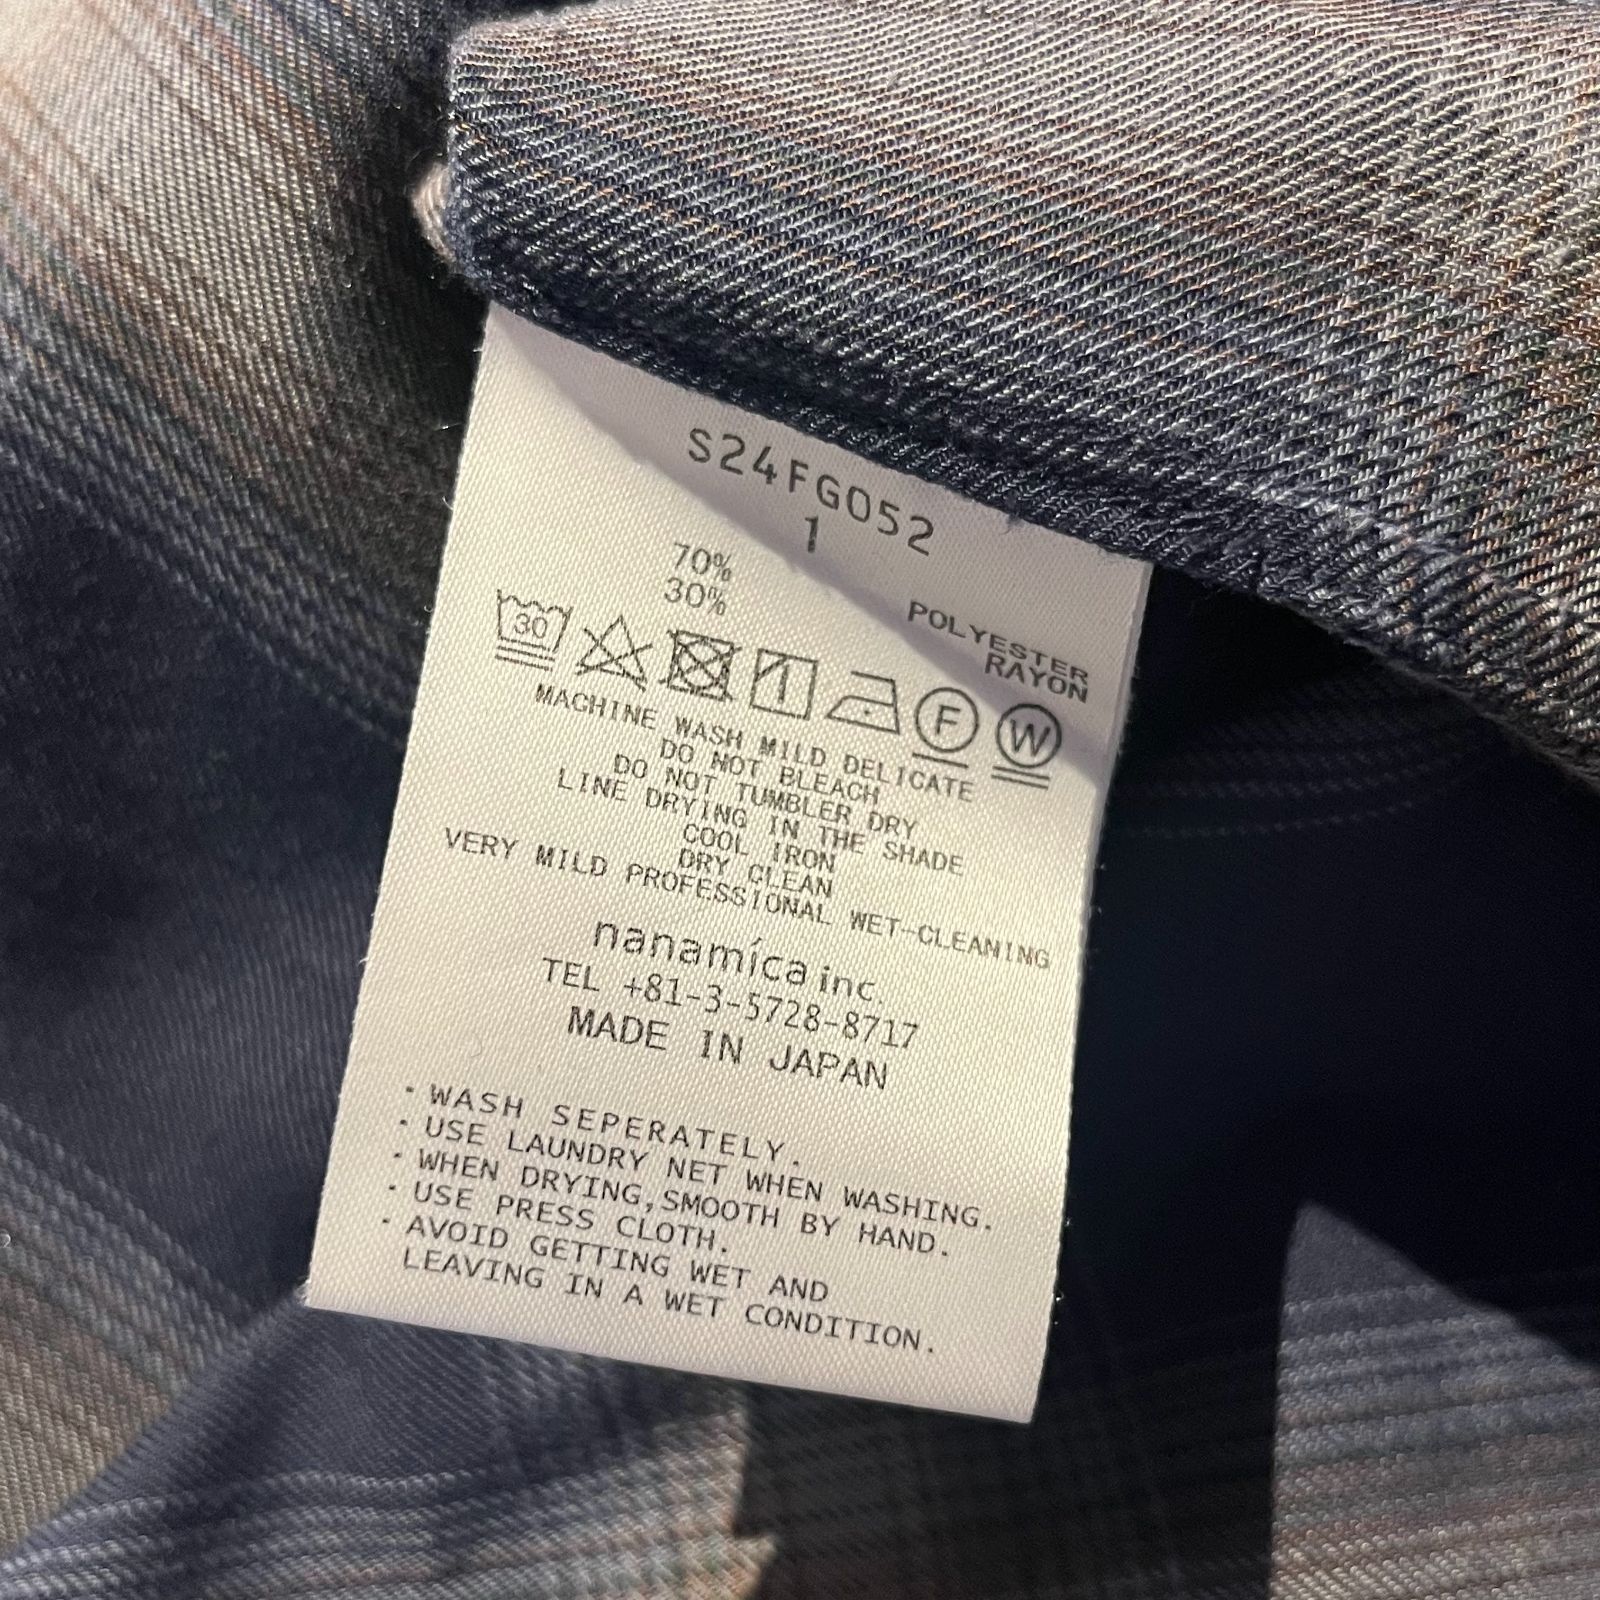 S24FG052
1
70% POLYESTER
30% RAYON
30 F W
MACHINE WASH MILD DELICATE
DO NOT BLEACH
DO NOT TUMBLER DRY
LINE DRYING IN THE SHADE
COOL IRON
DRY CLEAN
VERY MILD PROFESSIONAL WET-CLEANING
nanamíca inc.
TEL +81-3-5728-8717
MADE IN JAPAN
・WASH SEPERATELY.
・USE LAUNDRY NET WHEN WASHING.
・WHEN DRYING,SMOOTH BY HAND.
・USE PRESS CLOTH.
・AVOID GETTING WET AND
LEAVING IN A WET CONDITION.